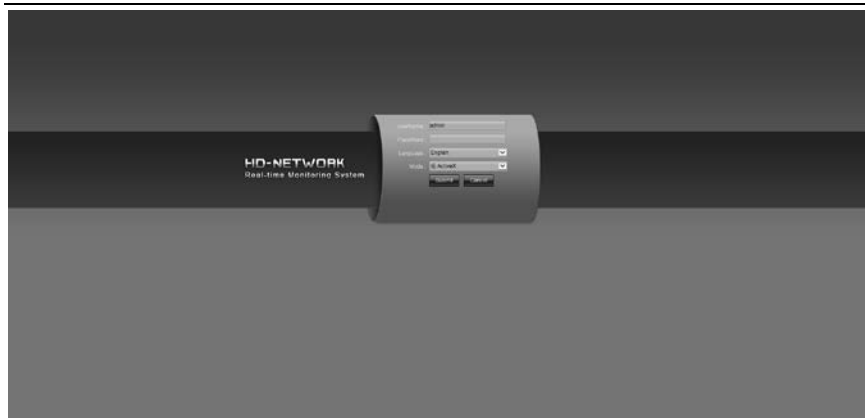 HD-NETWORK
Real-time Monitoring System
Username admin
Password
Language English
Mode
Submit Cancel